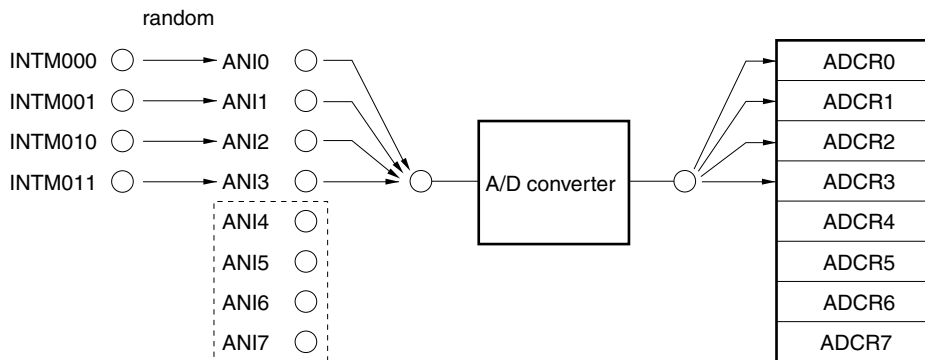 random
INTM000 ANI0 ADCR0
INTM001 ANI1 ADCR1
INTM010 ANI2 ADCR2
INTM011 ANI3 A/D converter ADCR3
ANI4 ADCR4
ANI5 ADCR5
ANI6 ADCR6
ANI7 ADCR7